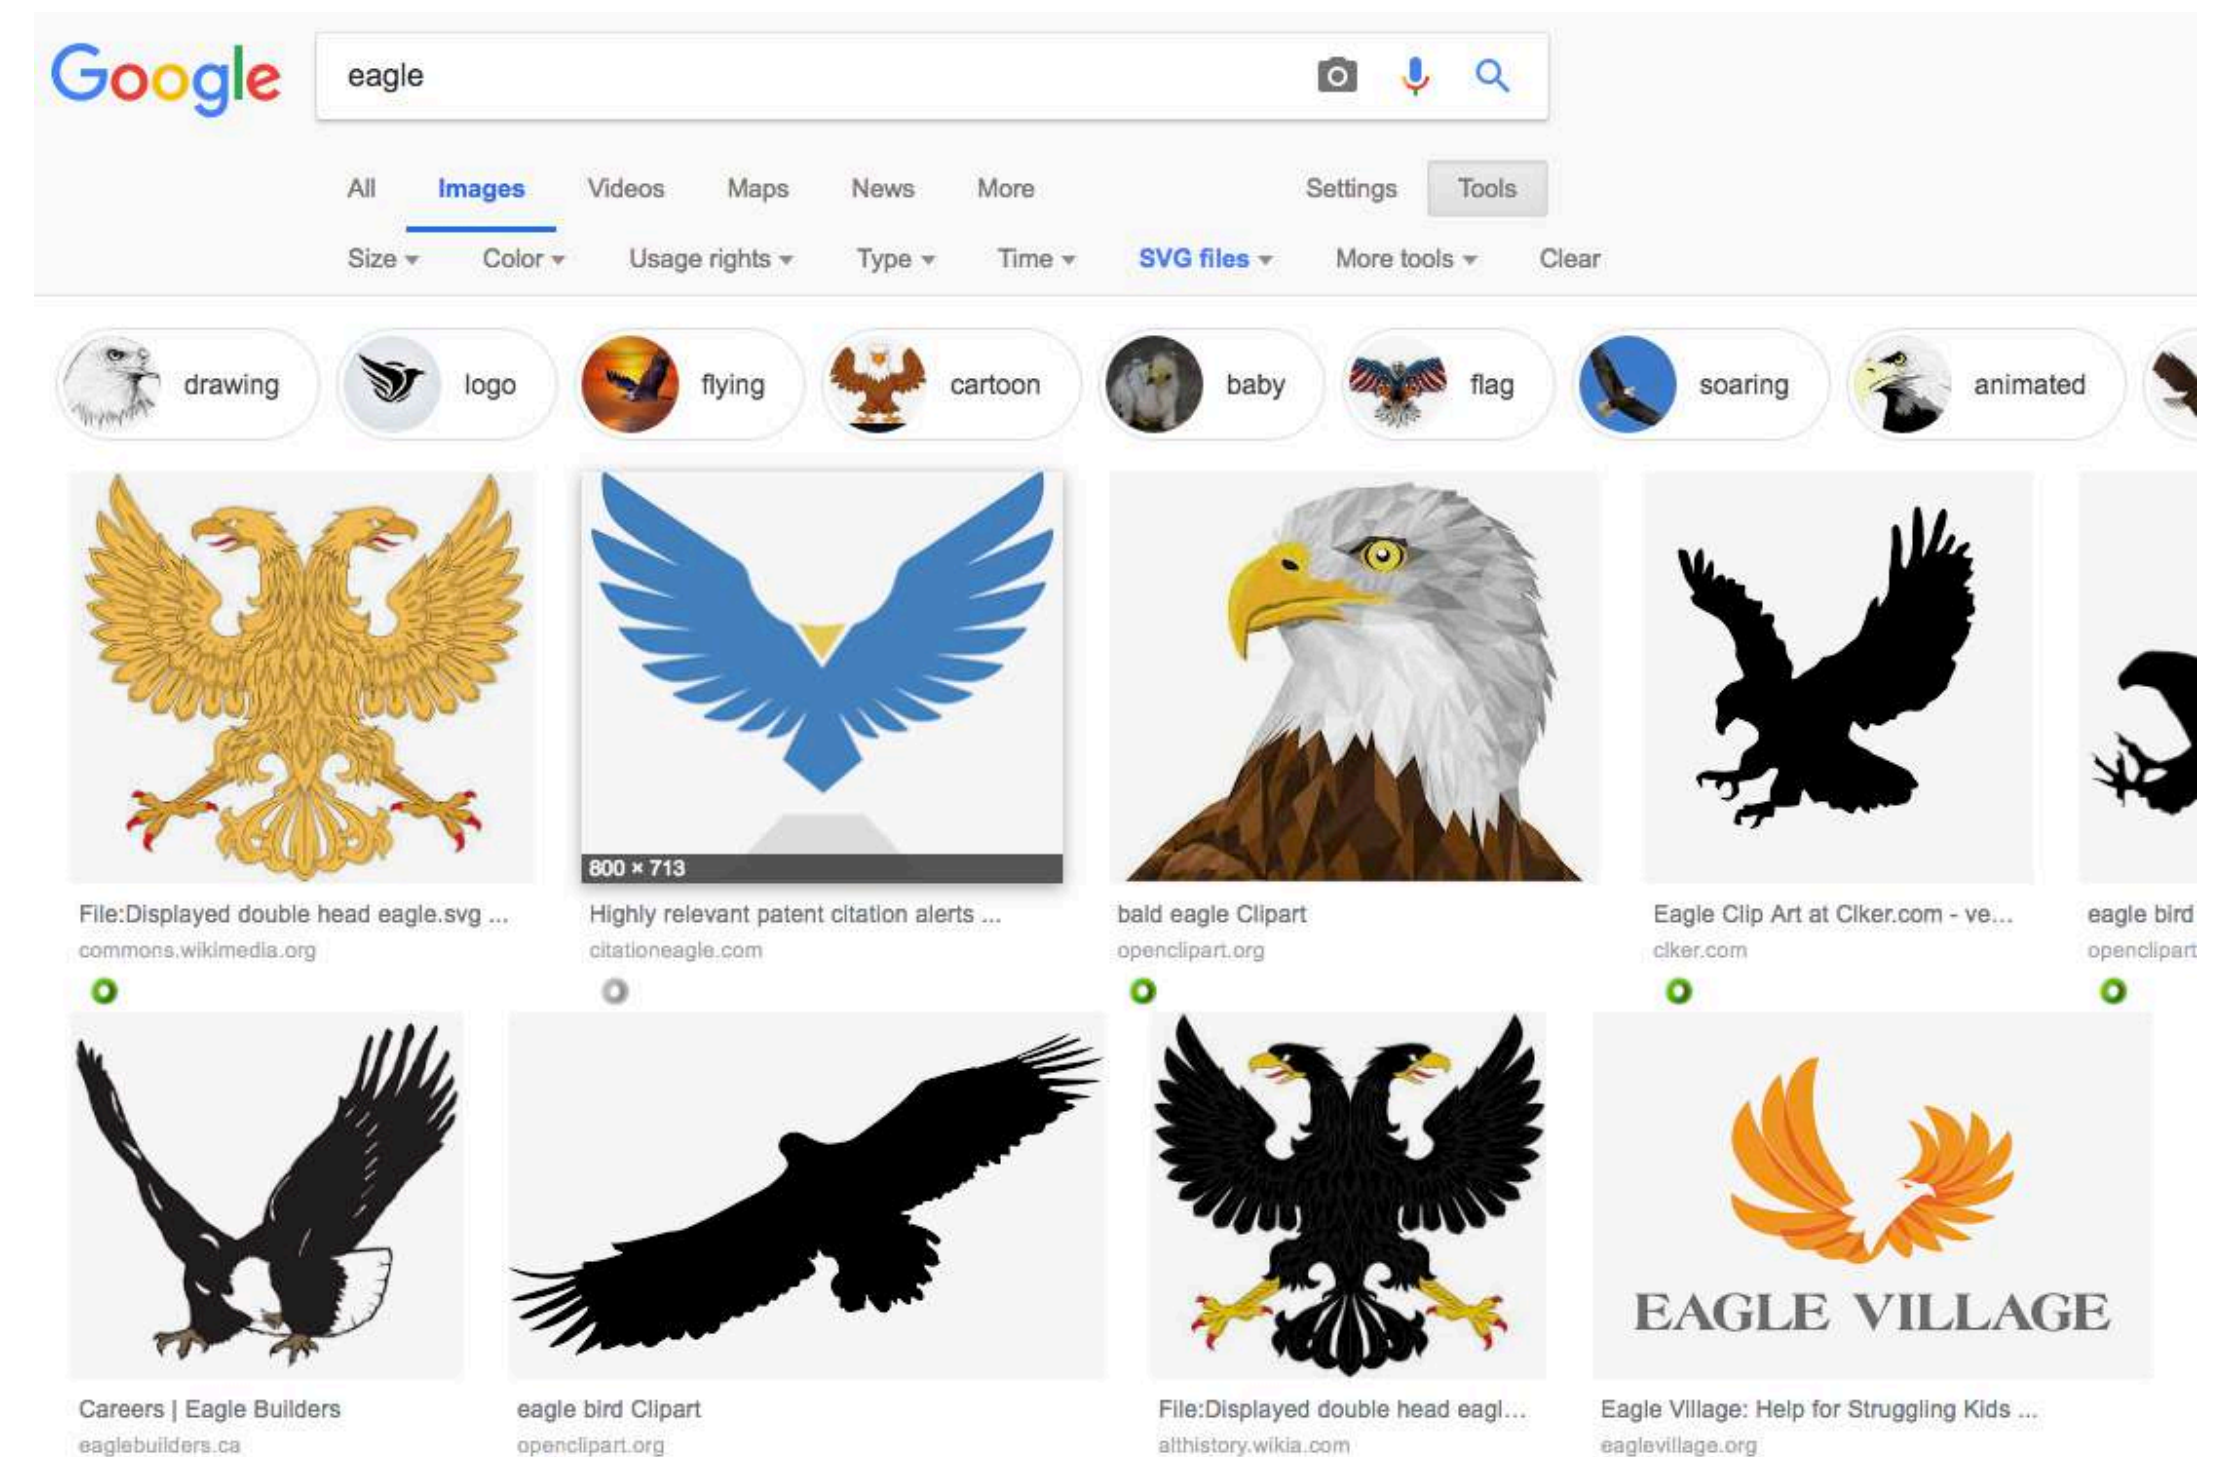 Google
eagle
All Images Videos Maps News More Settings Tools
Size Color Usage rights Type Time SVG files More tools Clear
drawing logo flying cartoon baby flag soaring animated
800 × 713
File:Displayed double head eagle.svg ... Highly relevant patent citation alerts ... bald eagle Clipart Eagle Clip Art at Clker.com - ve... eagle bird
commons.wikimedia.org citationeagle.com openclipart.org clker.com openclipart
EAGLE VILLAGE
Careers | Eagle Builders eagle bird Clipart File:Displayed double head eagl... Eagle Village: Help for Struggling Kids ...
eaglebuilders.ca openclipart.org althistory.wikia.com eaglevillage.org